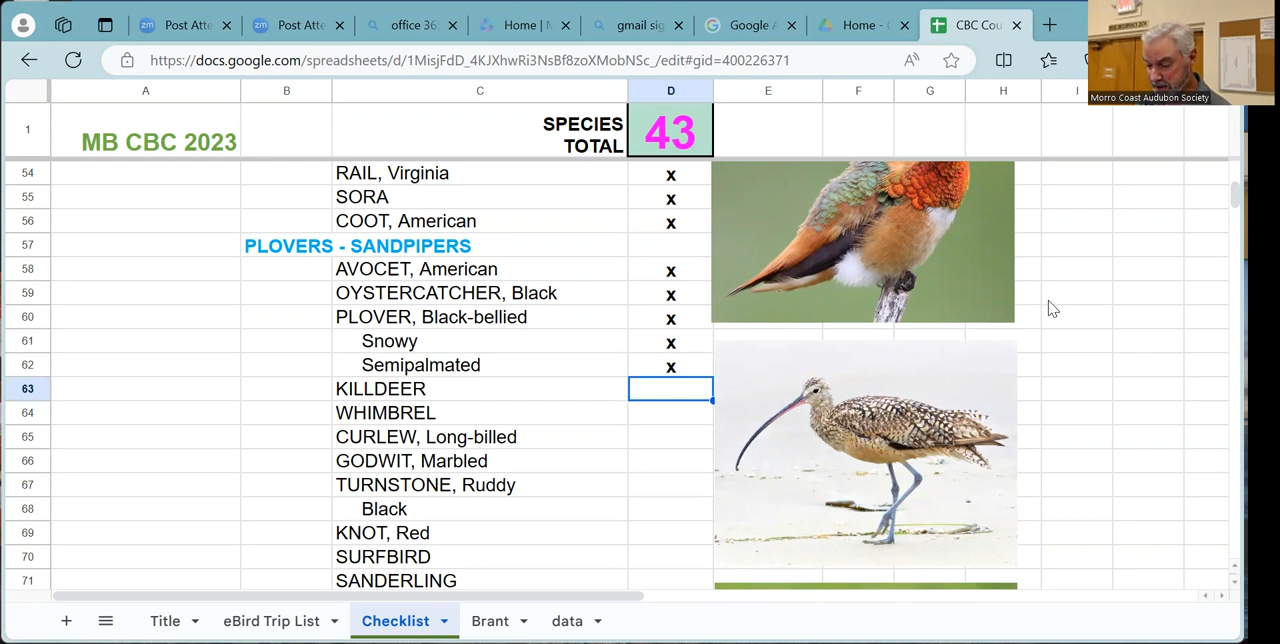 Post Atte
Post Atte
office 36
Home | N
gmail sig
Google A
Home - G
CBC Cou
https://docs.google.com/spreadsheets/d/1MisjFdD_4KJXhwRi3NsBf8zoXMobNSc_/edit#gid=400226371
Morro Coast Audubon Society
A B C D E F G H I
1 MB CBC 2023 SPECIES TOTAL 43
54 RAIL, Virginia x
55 SORA x
56 COOT, American x
57 PLOVERS - SANDPIPERS
58 AVOCET, American x
59 OYSTERCATCHER, Black x
60 PLOVER, Black-bellied x
61 Snowy x
62 Semipalmated x
63 KILLDEER
64 WHIMBREL
65 CURLEW, Long-billed
66 GODWIT, Marbled
67 TURNSTONE, Ruddy
68 Black
69 KNOT, Red
70 SURFBIRD
71 SANDERLING
Title eBird Trip List Checklist Brant data